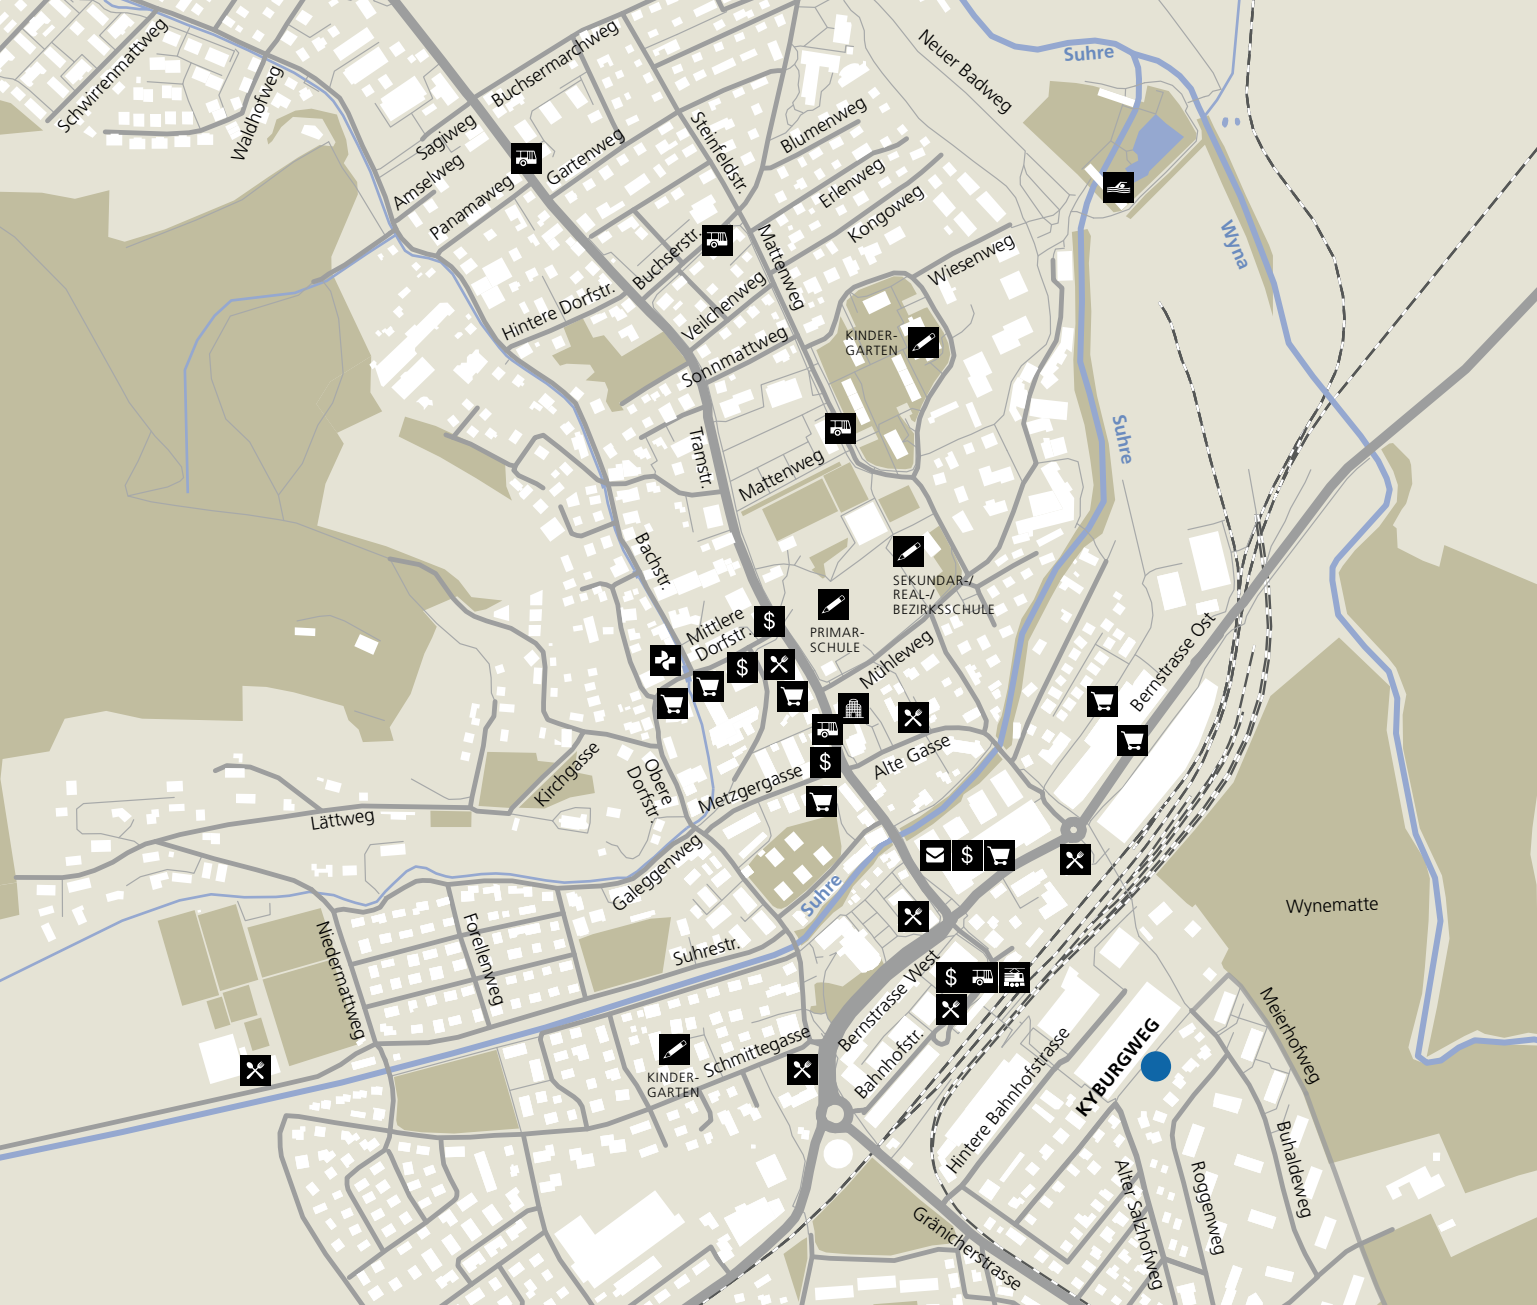 Schwirrenmattweg
Waldhofweg
Buchsermarchweg
Sagiweg
Amselweg
Panamaweg
Gartenweg
Steinfeldstr.
Blumenweg
Erlenweg
Kongoweg
Neuer Badweg
Suhre
Wyna
Wiesenweg
Buchserstr.
Mattenweg
Veilchenweg
Hintere Dorfstr.
Sonnmattweg
KINDER-
GARTEN
Tramstr.
Mattenweg
Suhre
Bachstr.
SEKUNDAR-/
REAL-/
BEZIRKSSCHULE
PRIMAR-
SCHULE
Mittlere
Dorfstr.
$
$
Mühleweg
Bernstrasse Ost
Alte Gasse
$
Metzgergasse
Obere
Dorfstr.
Kirchgasse
Lättweg
Galeggenweg
Suhre
$
Wynematte
Niedermattweg
Forellenweg
Suhrestr.
Bernstrasse West
$
Bahnhofstr.
Schmittegasse
KINDER-
GARTEN
Hintere Bahnhofstrasse
KYBURGWEG
Meierhofweg
Buhaldeweg
Roggenweg
Alter Salzhofweg
Gränicherstrasse